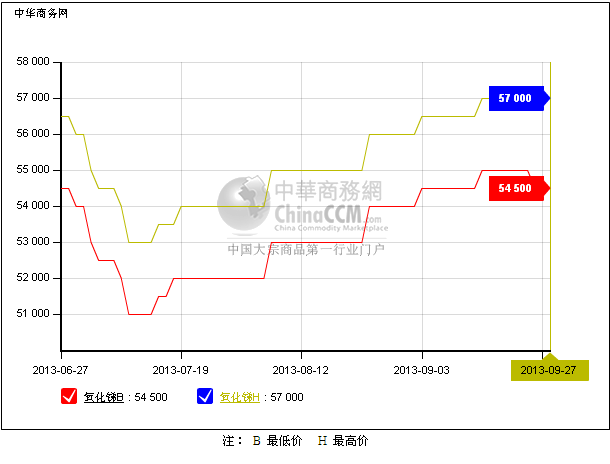 中华商务网
58 000
57 000
56 000
55 000
54 000
53 000
52 000
51 000
57 000
54 500
中華商務網
ChinaCCM.com
China Commodity Marketplace
中国大宗商品第一行业门户
2013-06-27 2013-07-19 2013-08-12 2013-09-03 2013-09-27
氧化锑B : 54 500 氧化锑H : 57 000
注： B 最低价 H 最高价